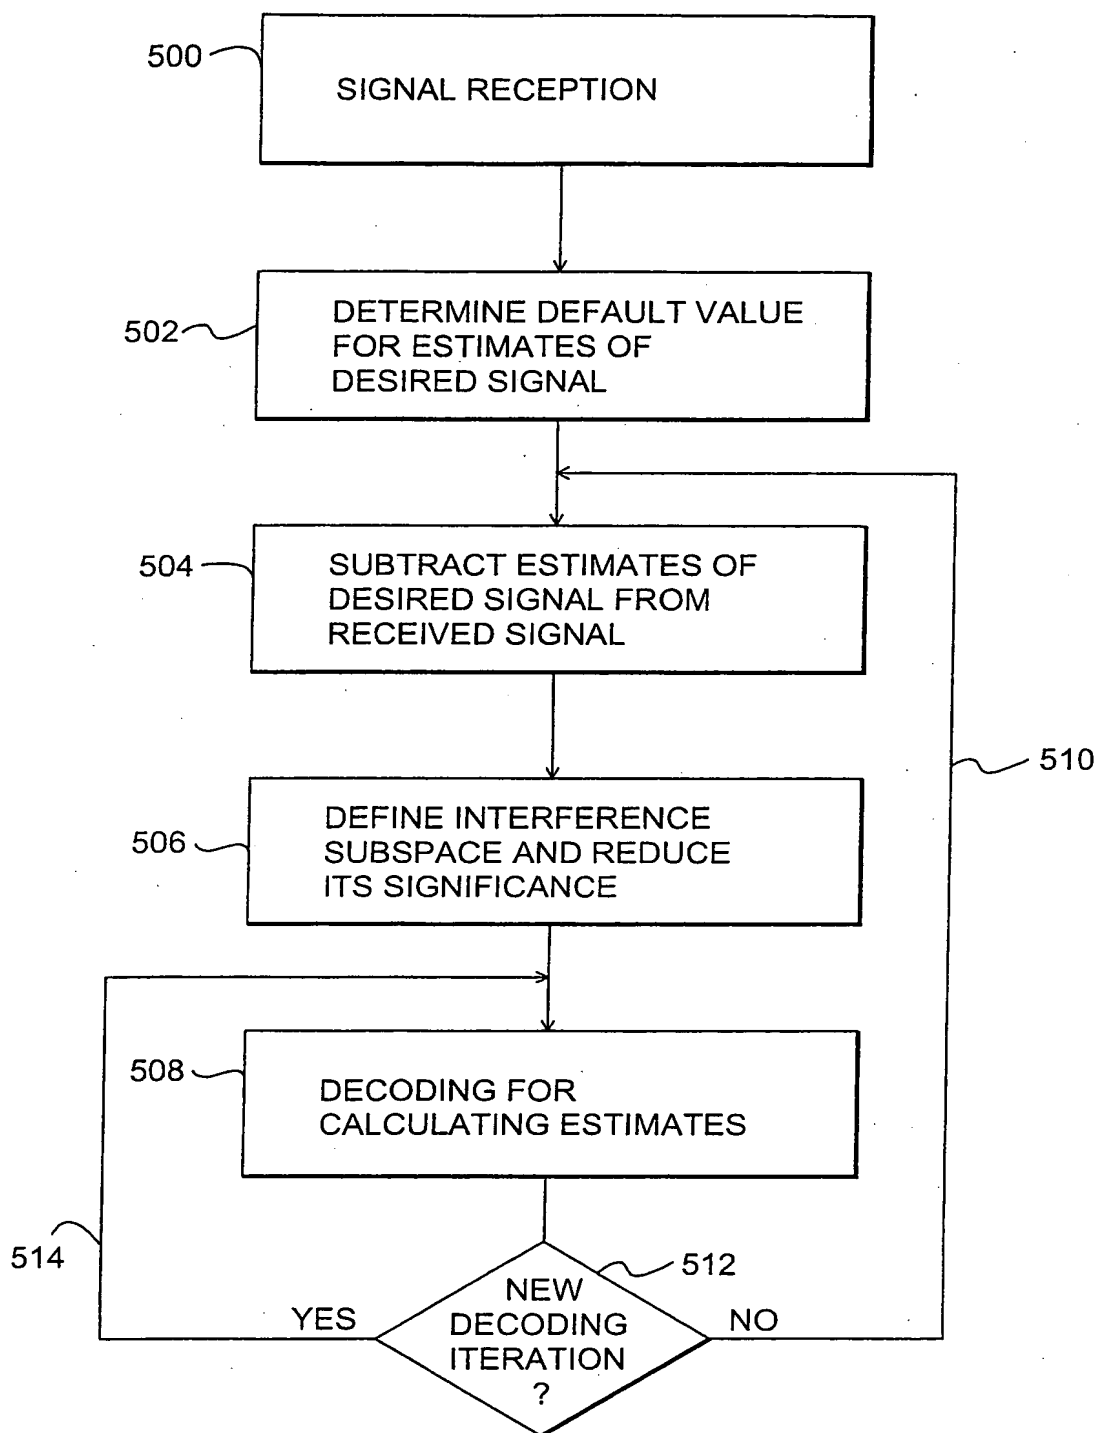 500
SIGNAL RECEPTION
502
DETERMINE DEFAULT VALUE
FOR ESTIMATES OF
DESIRED SIGNAL
504
SUBTRACT ESTIMATES OF
DESIRED SIGNAL FROM
RECEIVED SIGNAL
510
506
DEFINE INTERFERENCE
SUBSPACE AND REDUCE
ITS SIGNIFICANCE
508
DECODING FOR
CALCULATING ESTIMATES
514
512
YES
NEW
DECODING
ITERATION
?
NO